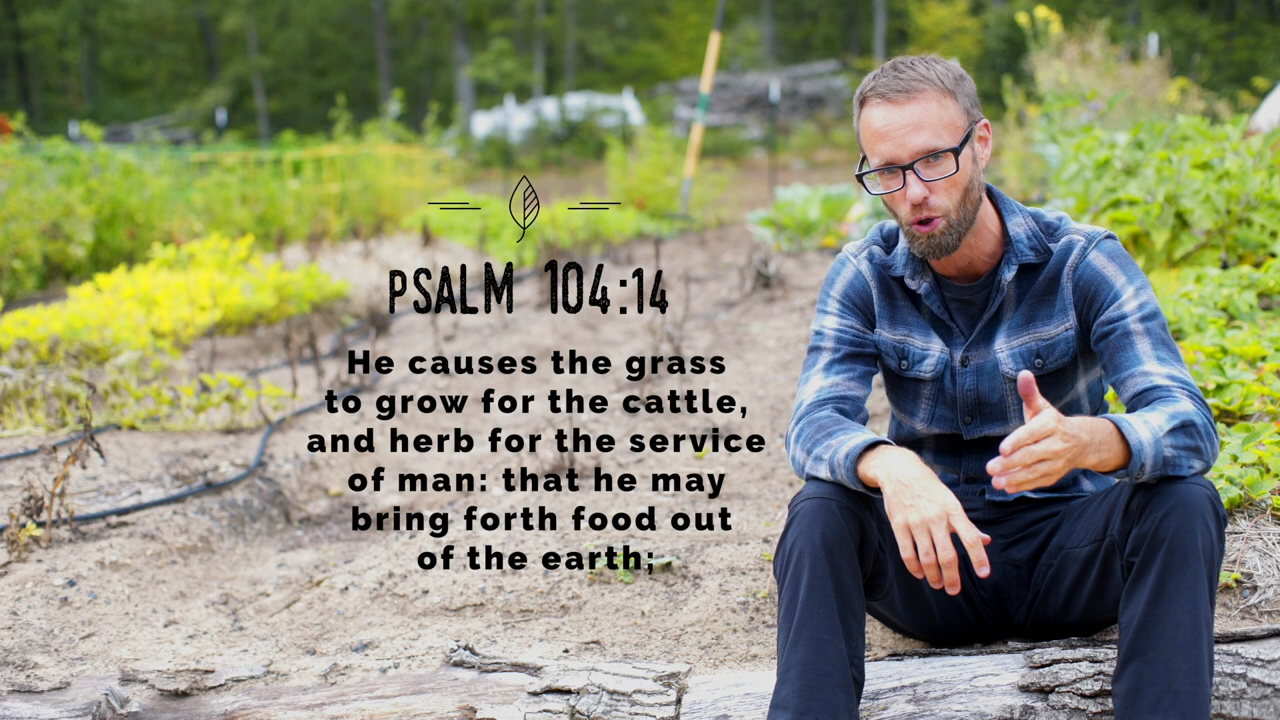 PSALM 104:14
He causes the grass
to grow for the cattle,
and herb for the service
of man: that he may
bring forth food out
of the earth;